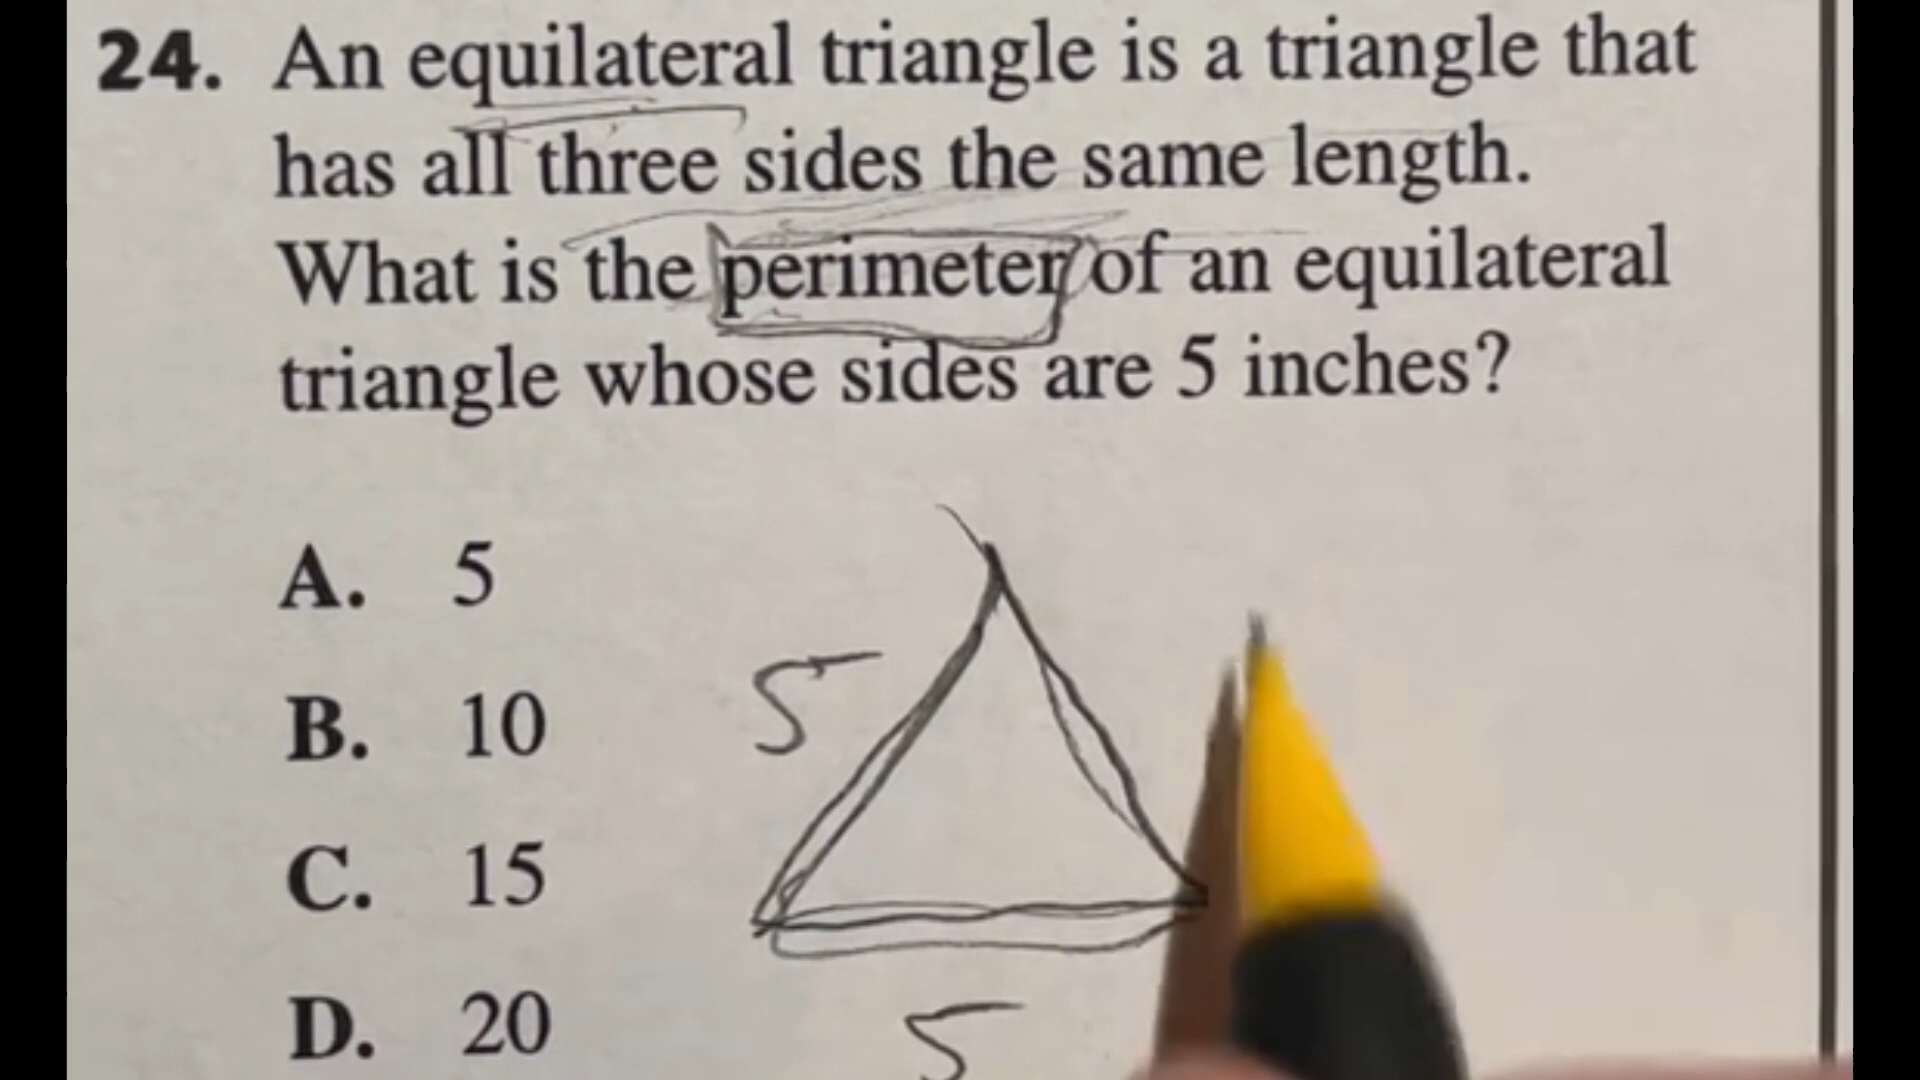 24. An equilateral triangle is a triangle that
has all three sides the same length.
What is the perimeter of an equilateral
triangle whose sides are 5 inches?
A. 5
B. 10
C. 15
D. 20
5
5